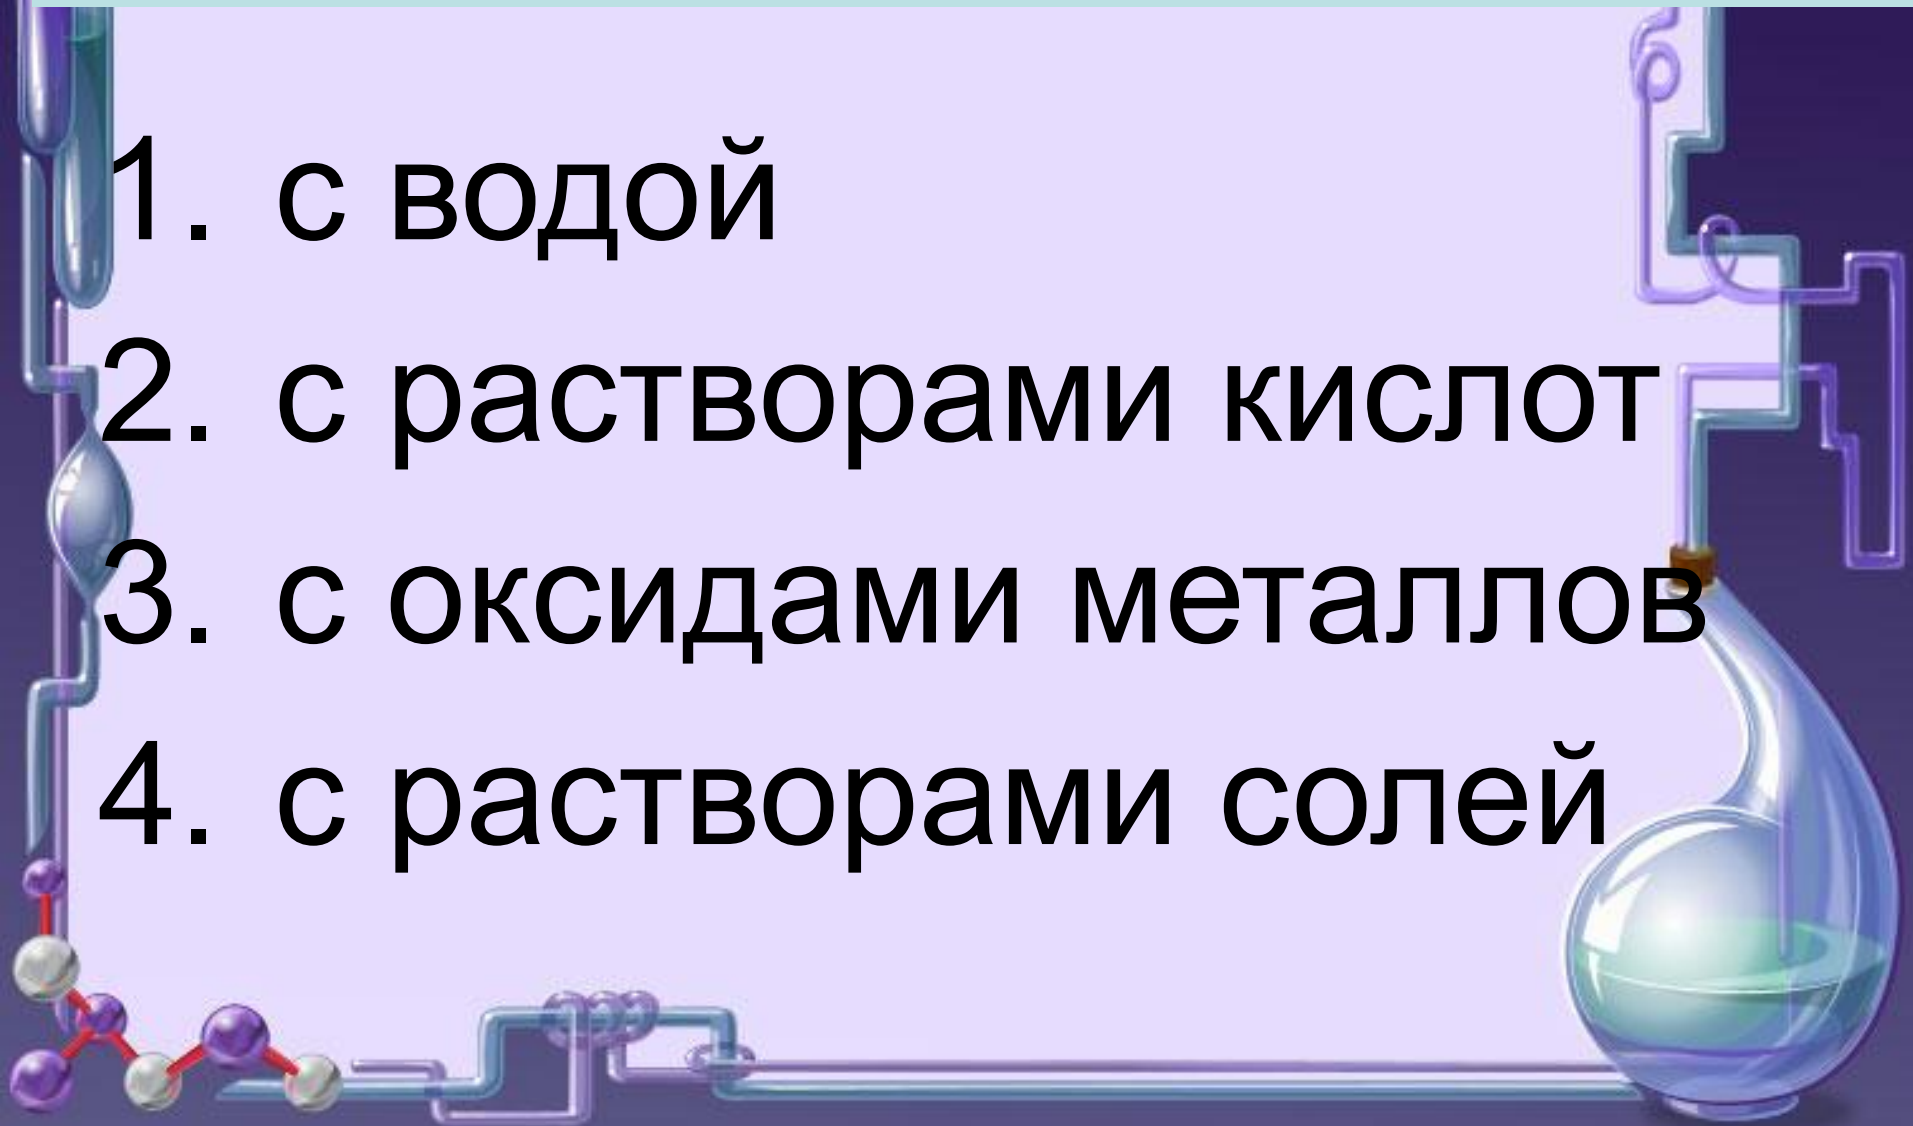 1. с водой
2. с растворами кислот
3. с оксидами металлов
4. с растворами солей